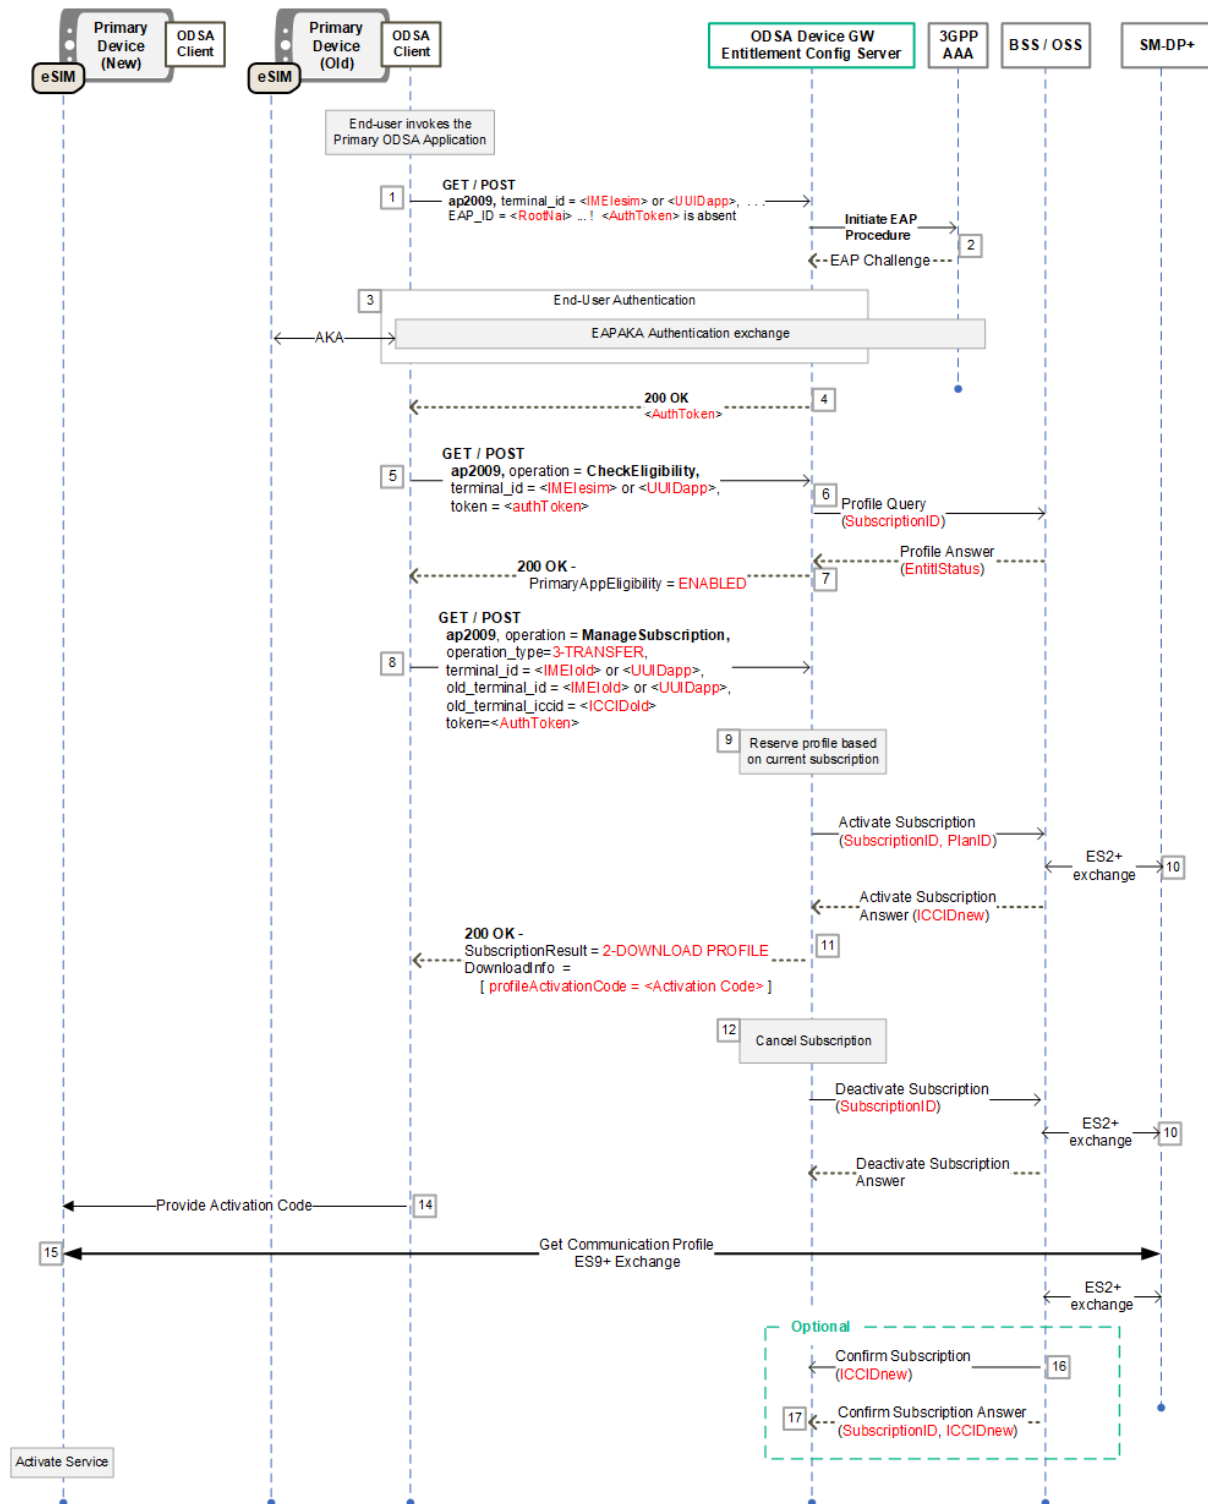 Primary
Device
(New)
ODSA
Client
eSIM
Primary
Device
(Old)
ODSA
Client
eSIM
ODSA Device GW
Entitlement Config Server
3GPP
AAA
BSS / OSS
SM-DP+
End-user invokes the
Primary ODSA Application
1
GET / POST
ap2009, terminal_id = <IMEIesim> or <UUIDapp>, ...
EAP_ID = <RootNai> ... ! <AuthToken> is absent
Initiate EAP
Procedure
2
EAP Challenge
3
End-User Authentication
AKA
EAPAKA Authentication exchange
200 OK
<AuthToken>
4
GET / POST
ap2009, operation = CheckEligibility,
5
terminal_id = <IMEIesim> or <UUIDapp>,
token = <authToken>
6
Profile Query
(SubscriptionID)
Profile Answer
(EntitlStatus)
200 OK -
PrimaryAppEligibility = ENABLED
7
GET / POST
ap2009, operation = ManageSubscription,
operation_type=3-TRANSFER,
8
terminal_id = <IMEIold> or <UUIDapp>,
old_terminal_id = <IMEIold> or <UUIDapp>,
old_terminal_iccid = <ICCIDold>
token=<AuthToken>
9
Reserve profile based
on current subscription
Activate Subscription
(SubscriptionID, PlanID)
ES2+
exchange
10
Activate Subscription
Answer (ICCIDnew)
200 OK -
SubscriptionResult = 2-DOWNLOAD PROFILE
11
DownloadInfo =
[ profileActivationCode = <Activation Code> ]
12
Cancel Subscription
Deactivate Subscription
(SubscriptionID)
ES2+
exchange
10
Deactivate Subscription
Answer
Provide Activation Code
14
15
Get Communication Profile
ES9+ Exchange
ES2+
exchange
Optional
Confirm Subscription
(ICCIDnew)
16
17
Confirm Subscription Answer
(SubscriptionID, ICCIDnew)
Activate Service